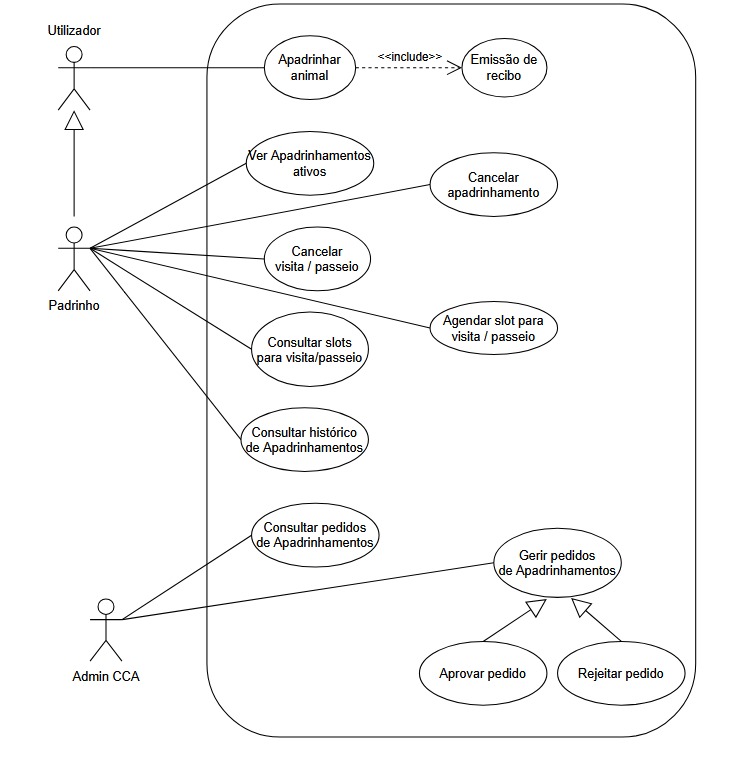 Utilizador
Apadrinhar
animal
<<include>>
Emissão de
recibo
Ver Apadrinhamentos
ativos
Cancelar
apadrinhamento
Cancelar
visita / passeio
Padrinho
Agendar slot para
visita / passeio
Consultar slots
para visita/passeio
Consultar histórico
de Apadrinhamentos
Consultar pedidos
de Apadrinhamentos
Gerir pedidos
de Apadrinhamentos
Admin CCA
Aprovar pedido
Rejeitar pedido